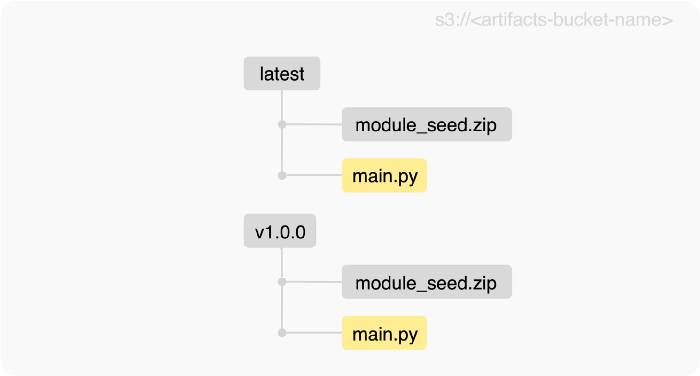 s3://<artifacts-bucket-name>
latest
module_seed.zip
main.py
v1.0.0
module_seed.zip
main.py